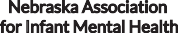 Nebraska Association
for Infant Mental Health